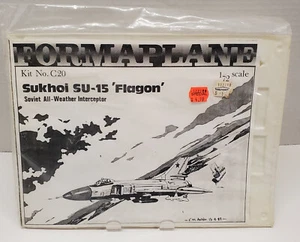 FORMAPLANE
Kit No. C20
1/72 scale
Sukhoi SU-15 'Flagon'
Soviet All-Weather Interceptor